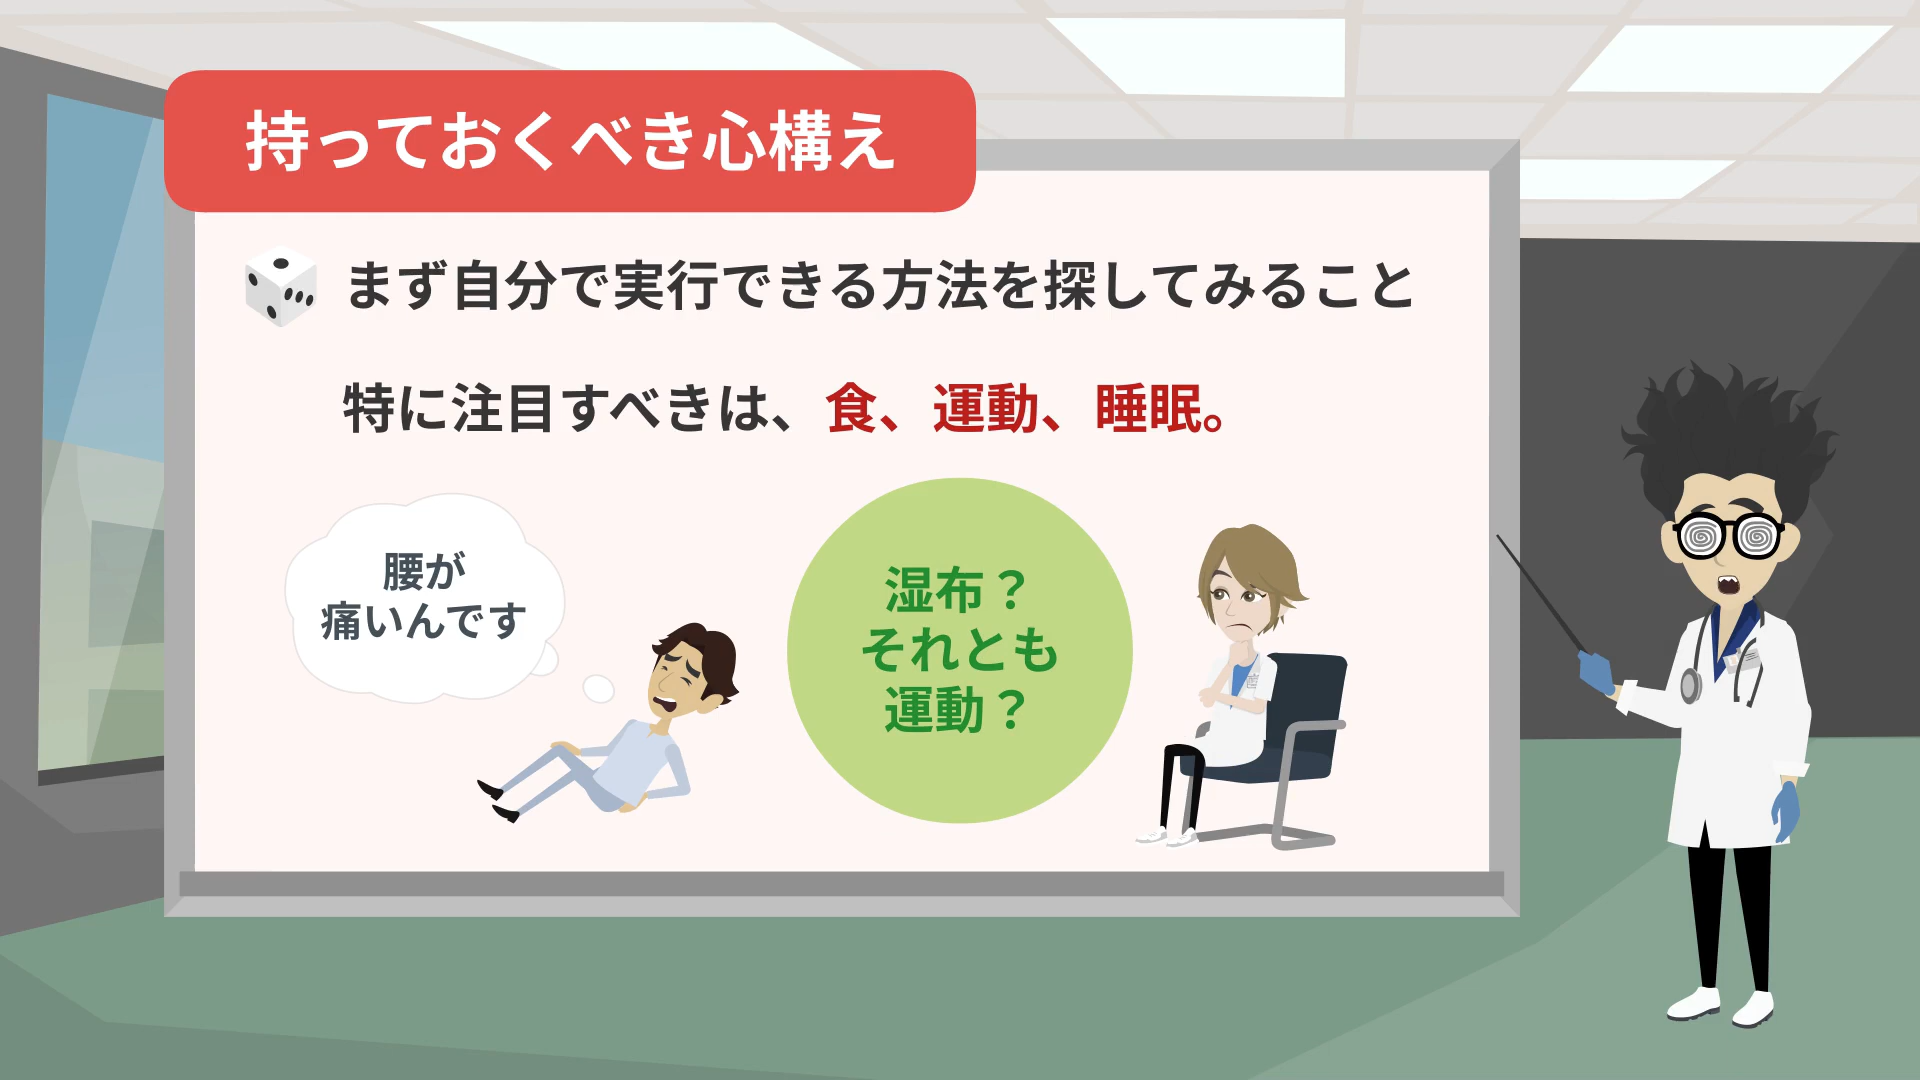 持っておくべき心構え
まず自分で実行できる方法を探してみること
特に注目すべきは、食、運動、睡眠。
腰が
痛いんです
湿布？
それとも
運動？